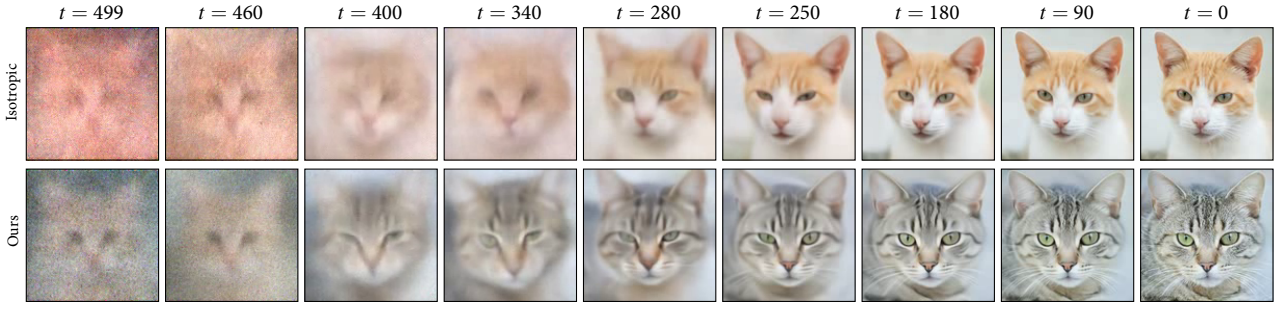 t = 499 t = 460 t = 400 t = 340 t = 280 t = 250 t = 180 t = 90 t = 0
Isotropic
Ours